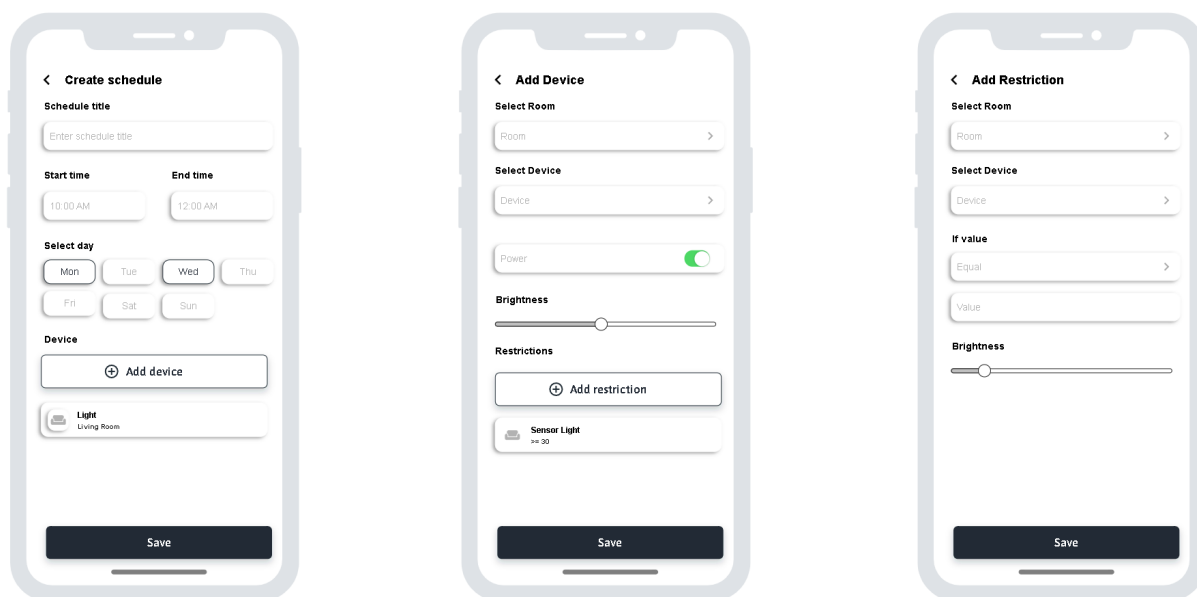 Create schedule
Schedule title
Enter schedule title
Start time End time
10:00 AM 12:00 AM
Select day
Mon Tue Wed Thu
Fri Sat Sun
Device
Add device
Light
Living Room
Save
Add Device
Select Room
Room
Select Device
Device
Power
Brightness
Restrictions
Add restriction
Sensor Light
>= 30
Save
Add Restriction
Select Room
Room
Select Device
Device
If value
Equal
Value
Brightness
Save